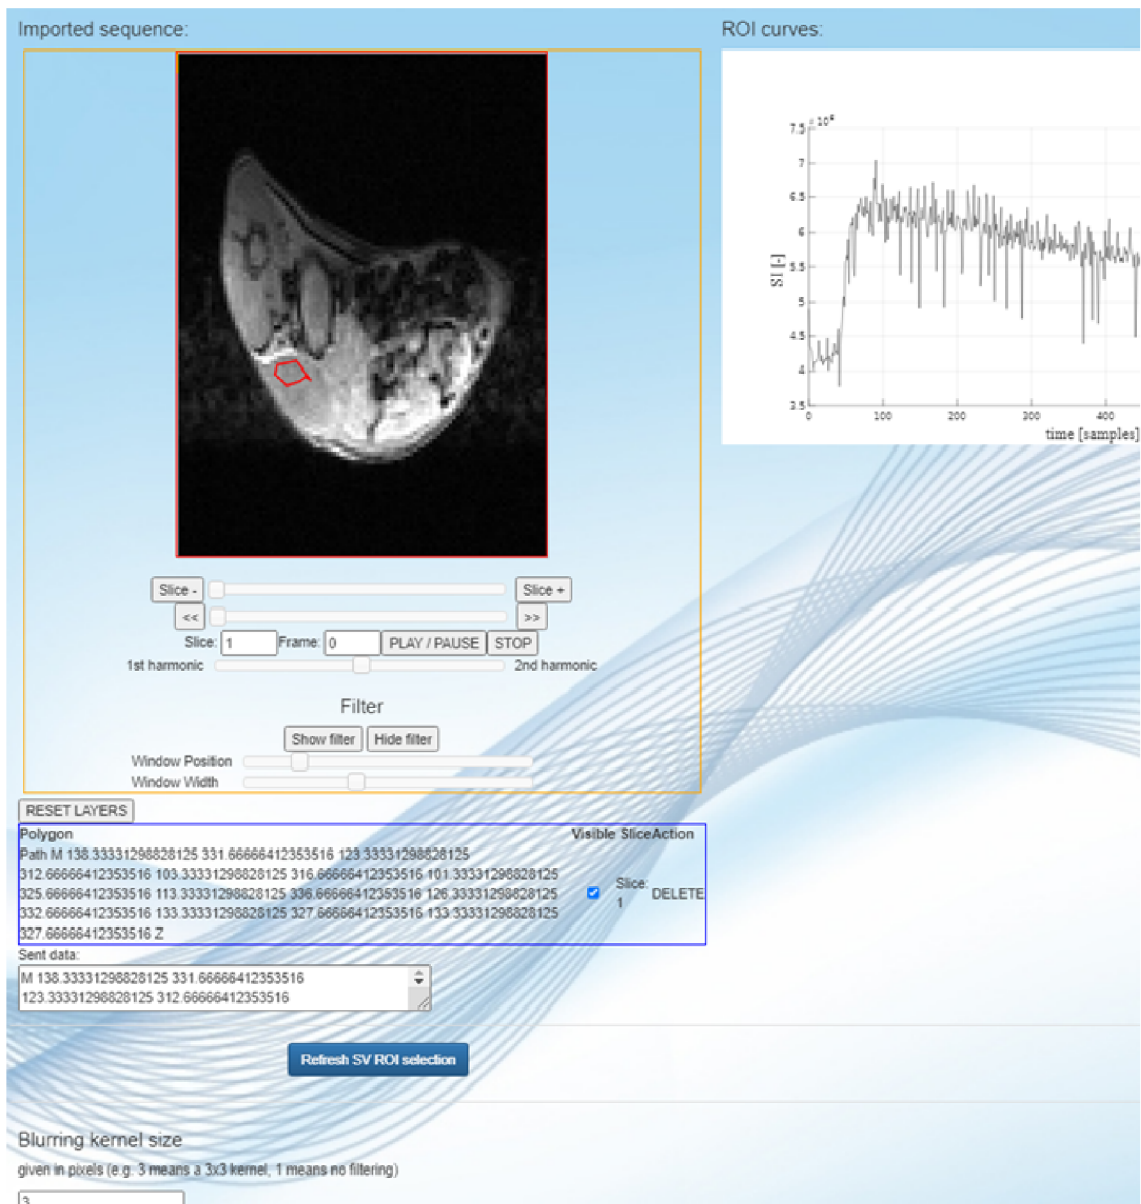 Imported sequence:
ROI curves:
× 10⁶
7.5
7
6.5
6
5.5
5
4.5
4
3.5
SI [-]
0 100 200 300 400
time [samples]
Slice - Slice +
<< >>
Slice: 1 Frame: 0 PLAY / PAUSE STOP
1st harmonic 2nd harmonic
Filter
Show filter Hide filter
Window Position
Window Width
RESET LAYERS
Polygon Visible Slice Action
Path M 138.33331298828125 331.66666412353516 123.33331298828125
312.66666412353516 103.33331298828125 316.66666412353516 101.33331298828125
325.66666412353516 113.33331298828125 336.66666412353516 126.33331298828125
332.66666412353516 133.33331298828125 327.66666412353516 133.33331298828125
327.66666412353516 Z
Slice: 1 DELETE
Sent data:
M 138.33331298828125 331.66666412353516
123.33331298828125 312.66666412353516
Refresh SV ROI selection
Blurring kernel size
given in pixels (e.g. 3 means a 3x3 kernel, 1 means no filtering)
3